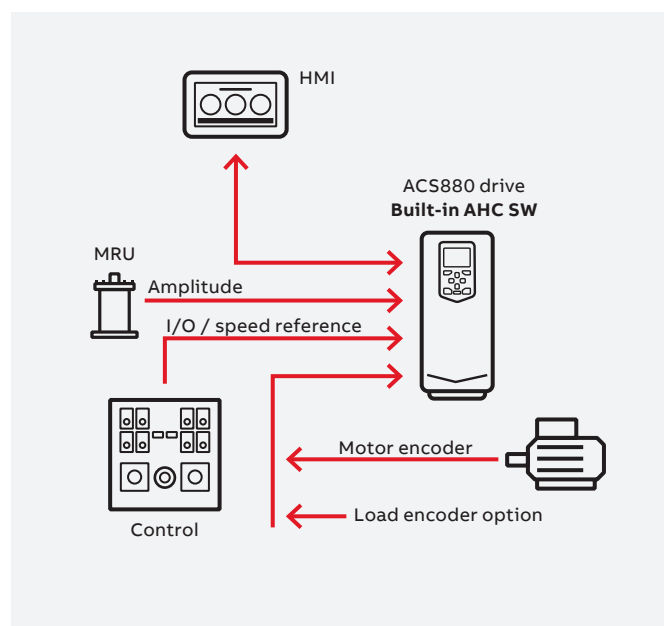 HMI
ACS880 drive
Built-in AHC SW
MRU
Amplitude
I/O / speed reference
Motor encoder
Load encoder option
Control